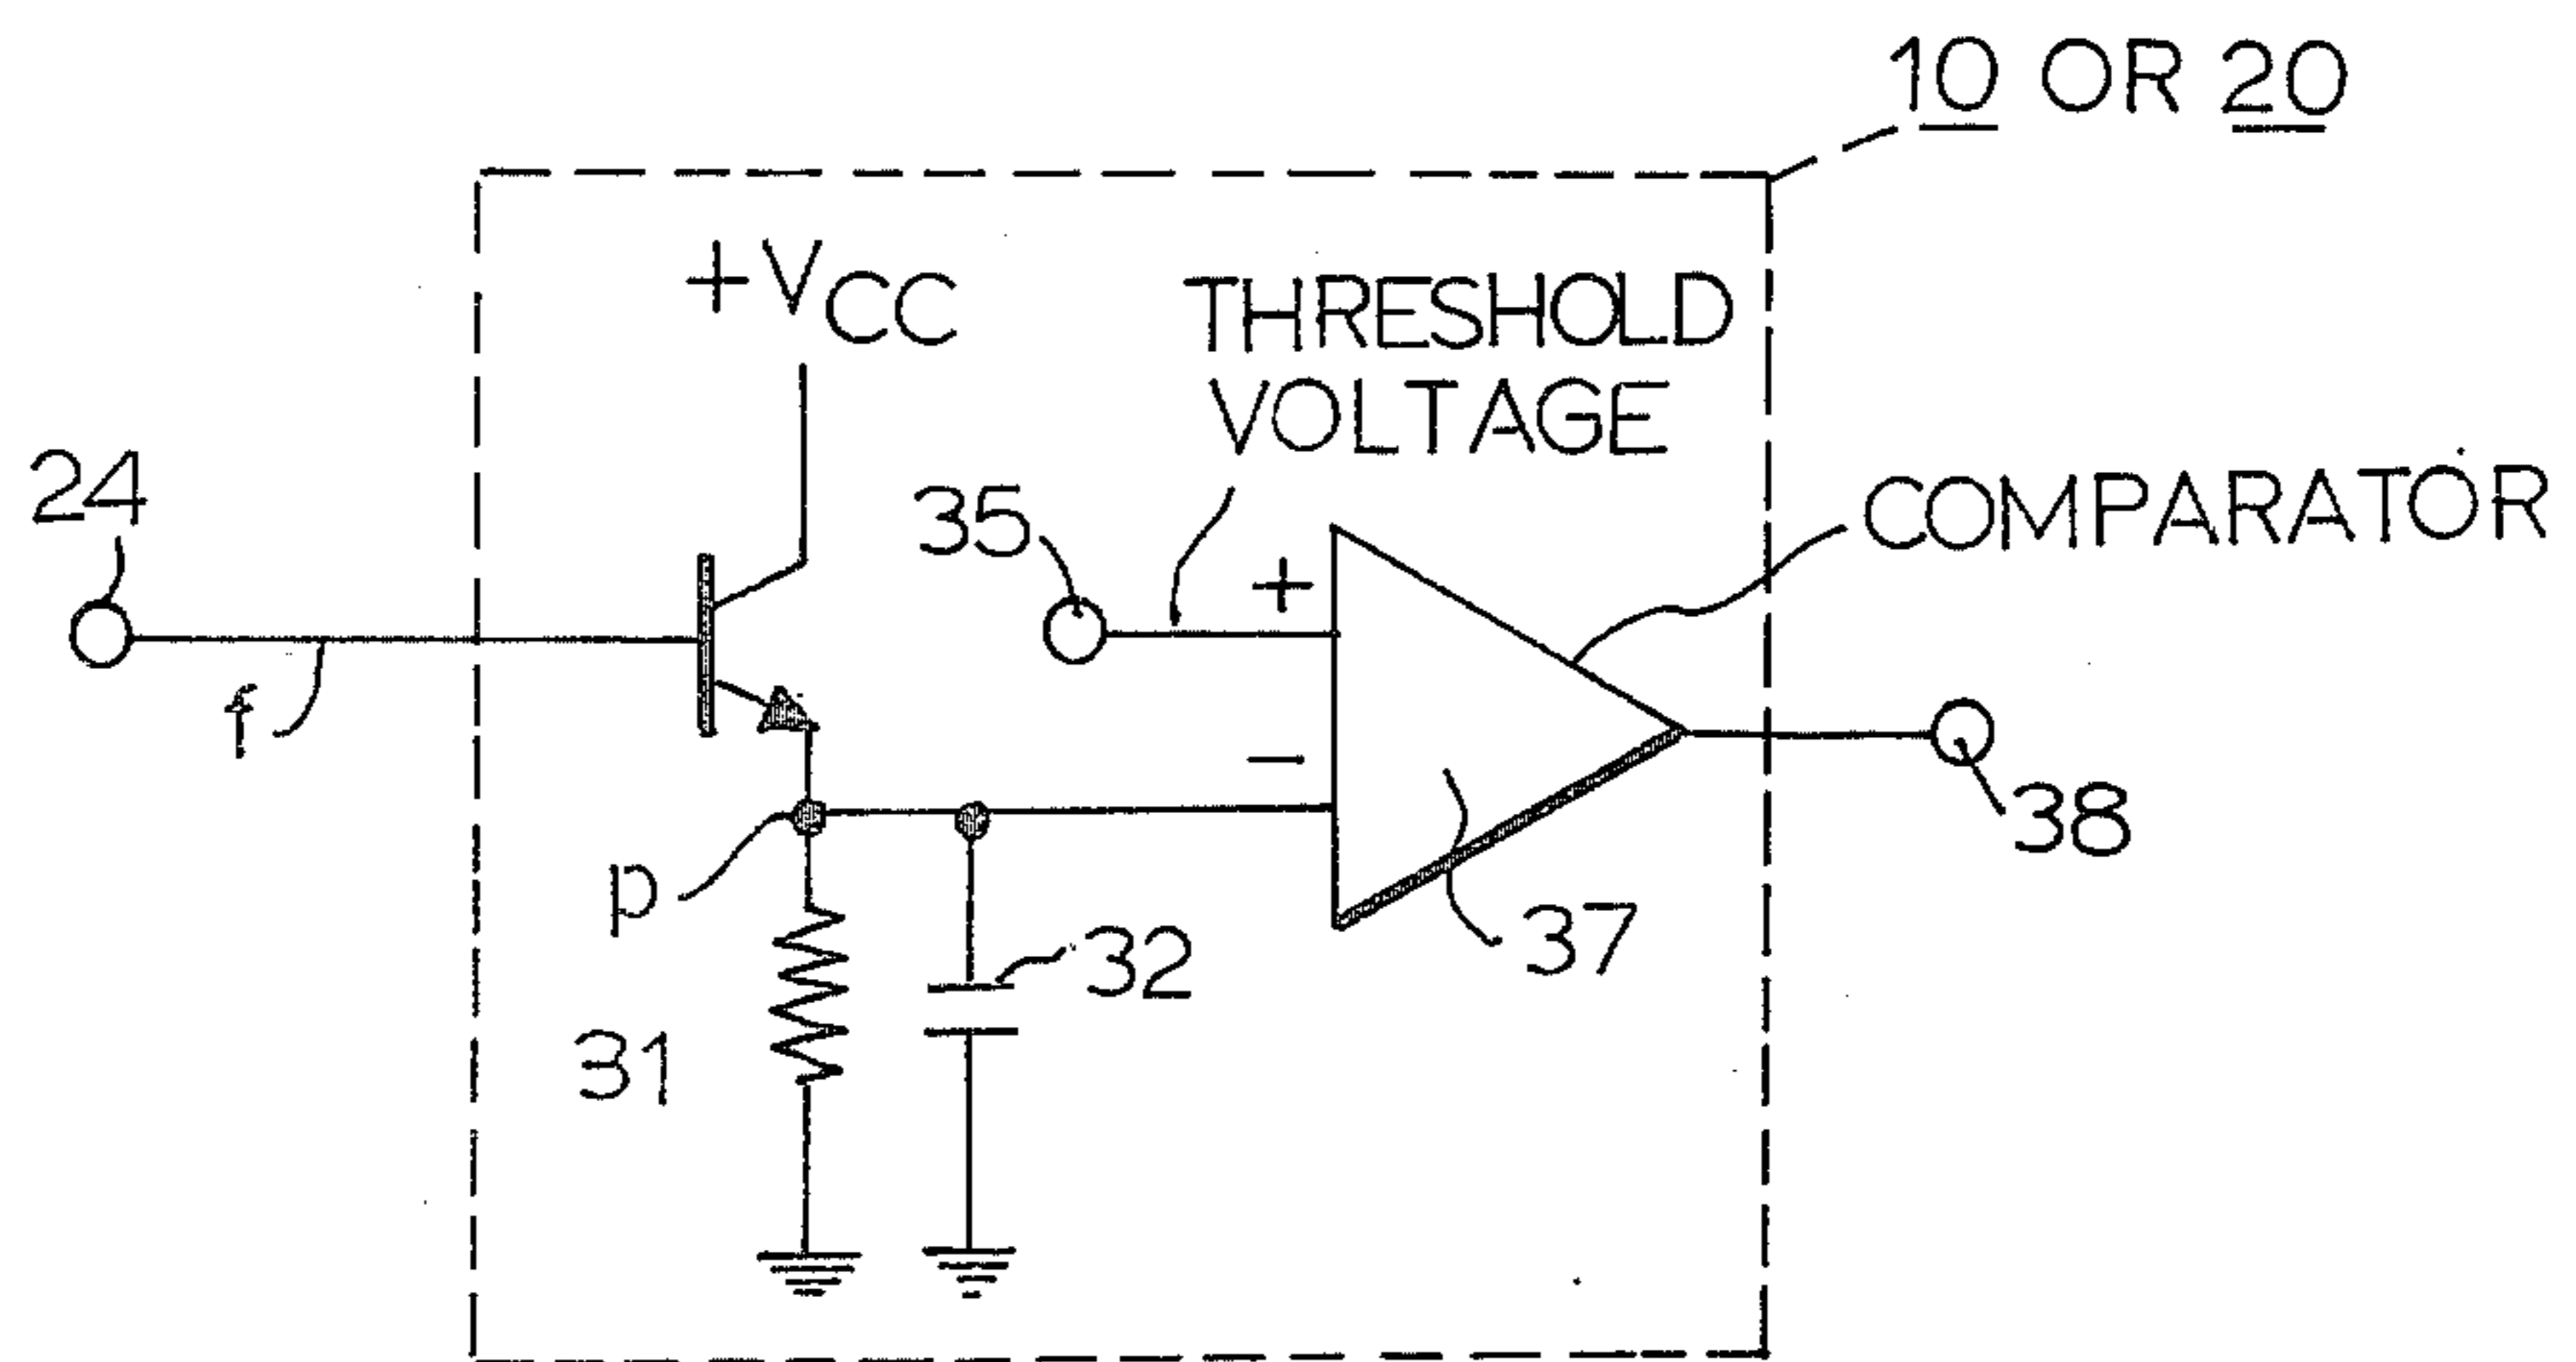 10 OR 20
+VCC
THRESHOLD
VOLTAGE
24
35
COMPARATOR
+
f
−
38
p
37
32
31